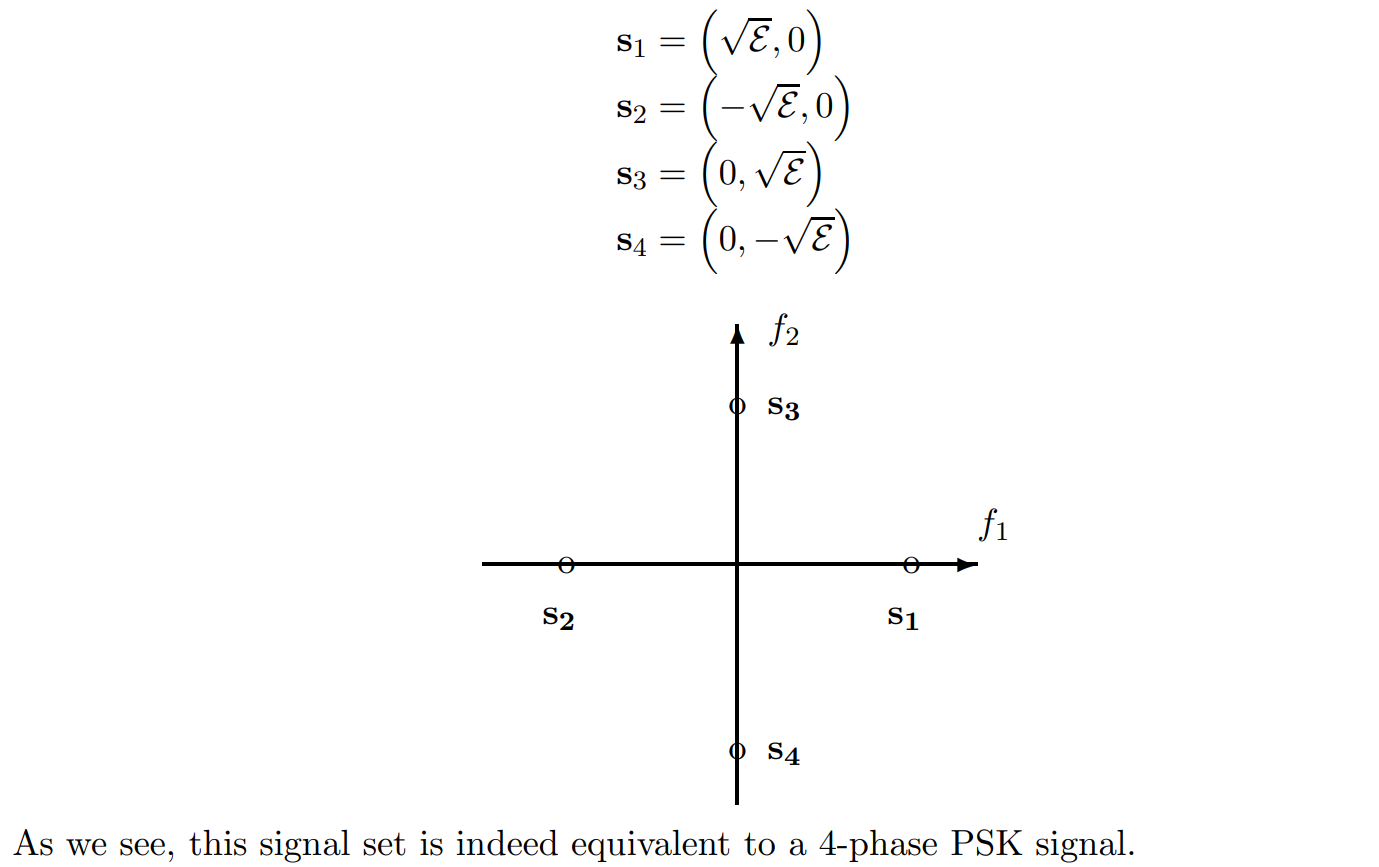 s₁ = (√ℰ, 0)
s₂ = (−√ℰ, 0)
s₃ = (0, √ℰ)
s₄ = (0, −√ℰ)
f₂
s₃
f₁
s₂ s₁
s₄
As we see, this signal set is indeed equivalent to a 4-phase PSK signal.